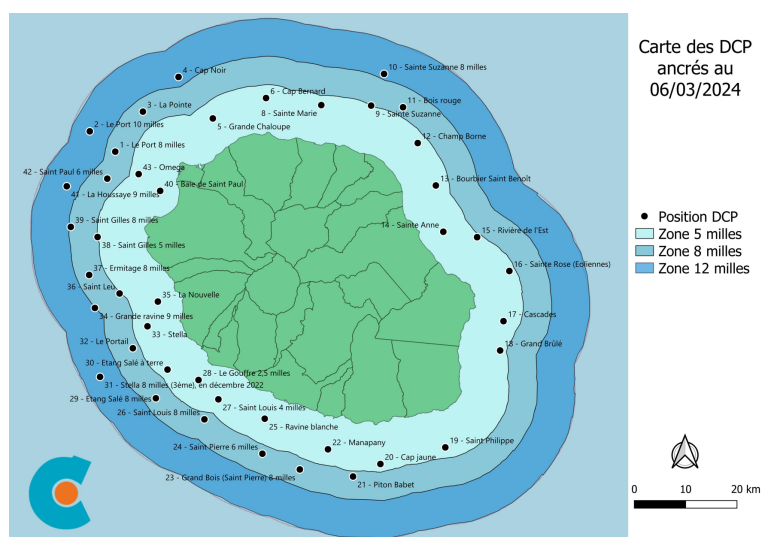 Carte des DCP
ancrés au
06/03/2024
10 - Sainte Suzanne 8 milles
4 - Cap Noir
6 - Cap Bernard
3 - La Pointe
8 - Sainte Marie
11 - Bois rouge
9 - Sainte Suzanne
2 - Le Port 10 milles
5 - Grande Chaloupe
12 - Champ Borne
1 - Le Port 8 milles
43 - Omega
42 - Saint Paul 6 milles
13 - Bourbier Saint Benoît
40 - Baie de Saint Paul
41 - La Houssaye 9 milles
39 - Saint Gilles 8 milles
14 - Sainte Anne
15 - Rivière de l'Est
38 - Saint Gilles 5 milles
37 - Ermitage 8 milles
16 - Sainte Rose (Eoliennes)
36 - Saint Leu
35 - La Nouvelle
34 - Grande ravine 9 milles
17 - Cascades
33 - Stella
32 - Le Portail
18 - Grand Brûlé
30 - Etang Salé à terre
28 - Le Gouffre 2,5 milles
31 - Stella 8 milles (3ème), en décembre 2022
29 - Etang Salé 8 milles
27 - Saint Louis 4 milles
26 - Saint Louis 8 milles
25 - Ravine blanche
22 - Manapany
19 - Saint Philippe
24 - Saint Pierre 6 milles
20 - Cap jaune
23 - Grand Bois (Saint Pierre) 8 milles
21 - Piton Babet
Position DCP
Zone 5 milles
Zone 8 milles
Zone 12 milles
0 10 20 km